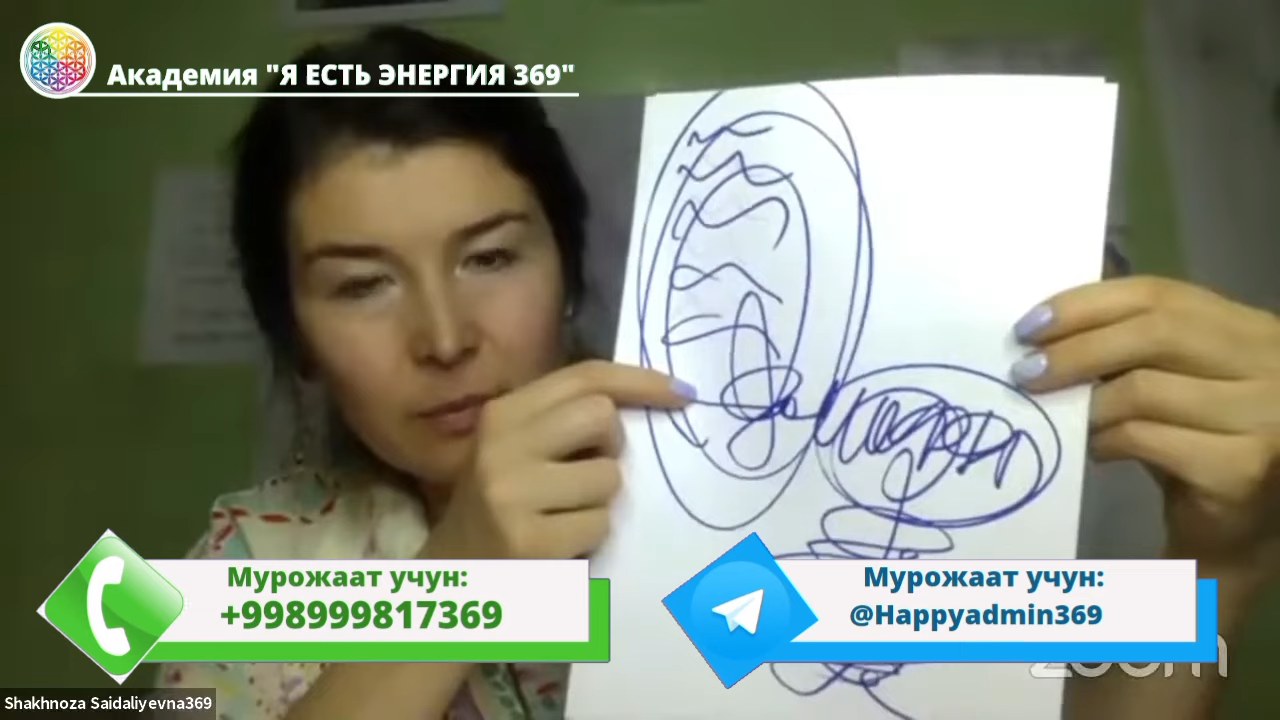 Академия "Я ЕСТЬ ЭНЕРГИЯ 369"
Мурожаат учун:
+998999817369
Мурожаат учун:
@Happyadmin369
zoom
Shakhnoza Saidaliyevna369